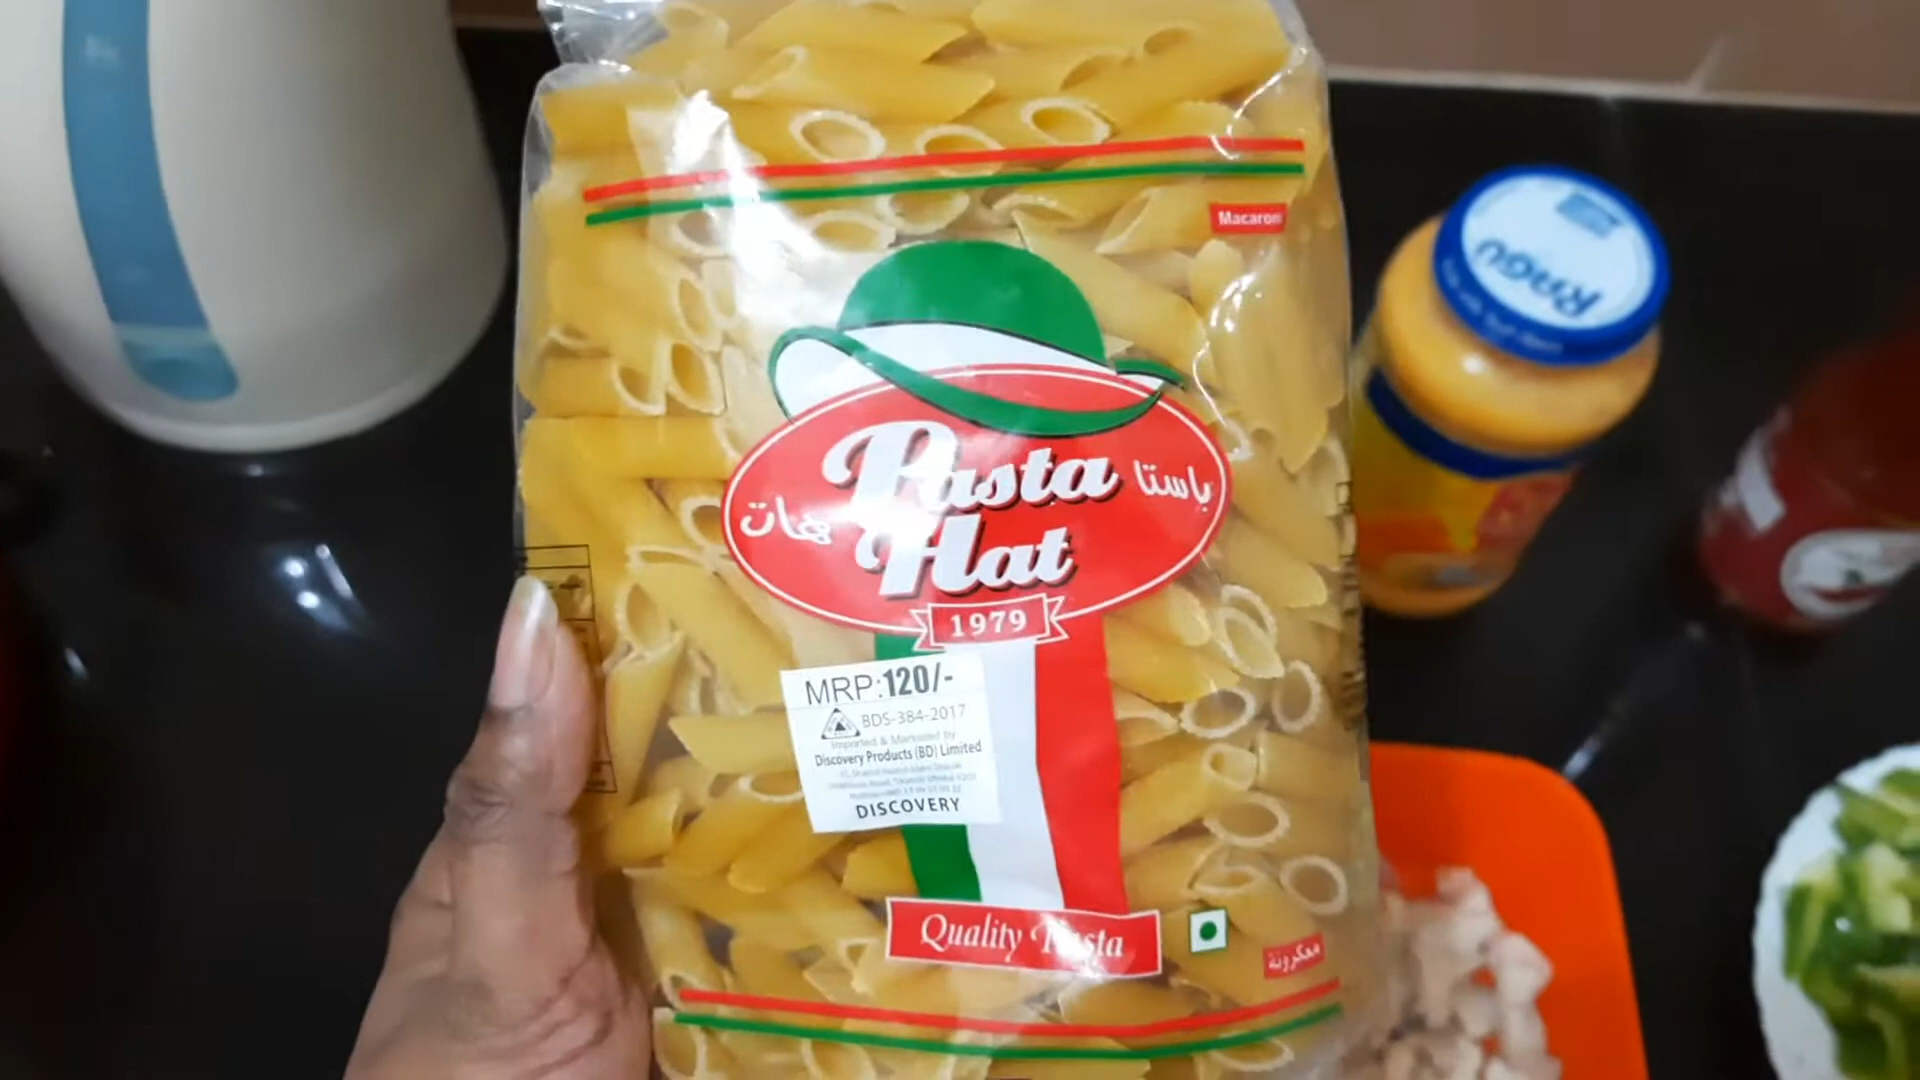 Macaroni
RAGÚ
Pasta باستا
هات Hat
1979
MRP:120/-
BDS-384-2017
Imported & Marketed by
Discovery Products (BD) Limited
DISCOVERY
Quality Pasta
معكرونة